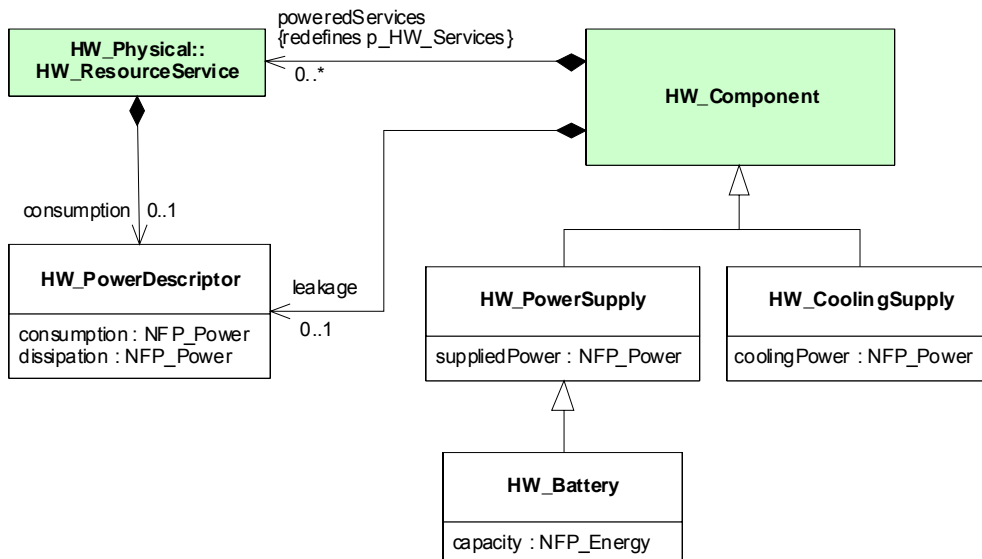 poweredServices
{redefines p_HW_Services}
0..*
HW_Physical::
HW_ResourceService
HW_Component
consumption
0..1
HW_PowerDescriptor
consumption : NFP_Power
dissipation : NFP_Power
leakage
0..1
HW_PowerSupply
suppliedPower : NFP_Power
HW_CoolingSupply
coolingPower : NFP_Power
HW_Battery
capacity : NFP_Energy